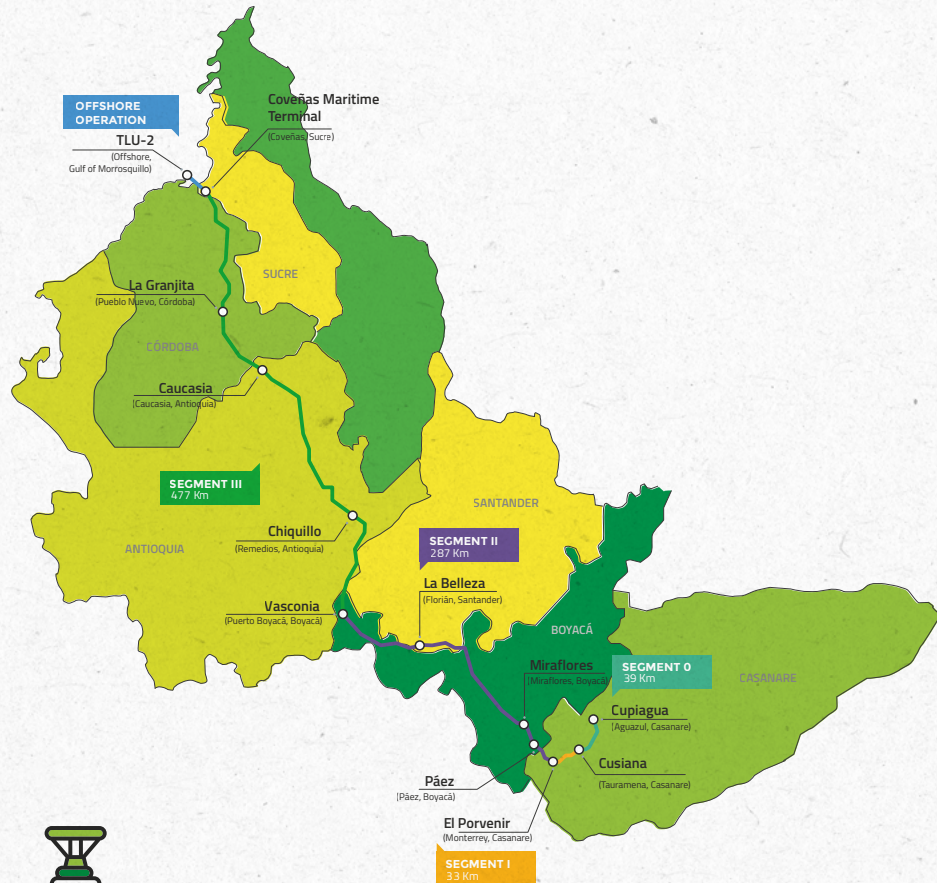 OFFSHORE
OPERATION
TLU-2
(Offshore,
Gulf of Morrosquillo)
Coveñas Maritime
Terminal
(Coveñas, Sucre)
SUCRE
La Granjita
(Pueblo Nuevo, Córdoba)
CÓRDOBA
Caucasia
(Caucasia, Antioquia)
SEGMENT III
477 Km
SANTANDER
Chiquillo
(Remedios, Antioquia)
ANTIOQUIA
SEGMENT II
287 Km
La Belleza
(Florián, Santander)
Vasconia
(Puerto Boyacá, Boyacá)
BOYACÁ
Miraflores
(Miraflores, Boyacá)
SEGMENT 0
39 Km
CASANARE
Cupiagua
(Aguazul, Casanare)
Cusiana
(Tauramena, Casanare)
Páez
(Páez, Boyacá)
El Porvenir
(Monterrey, Casanare)
SEGMENT I
33 Km